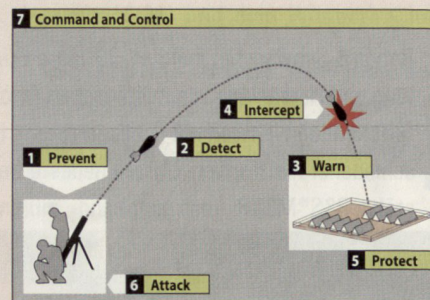 7 Command and Control
4 Intercept
2 Detect
1 Prevent
3 Warn
5 Protect
6 Attack